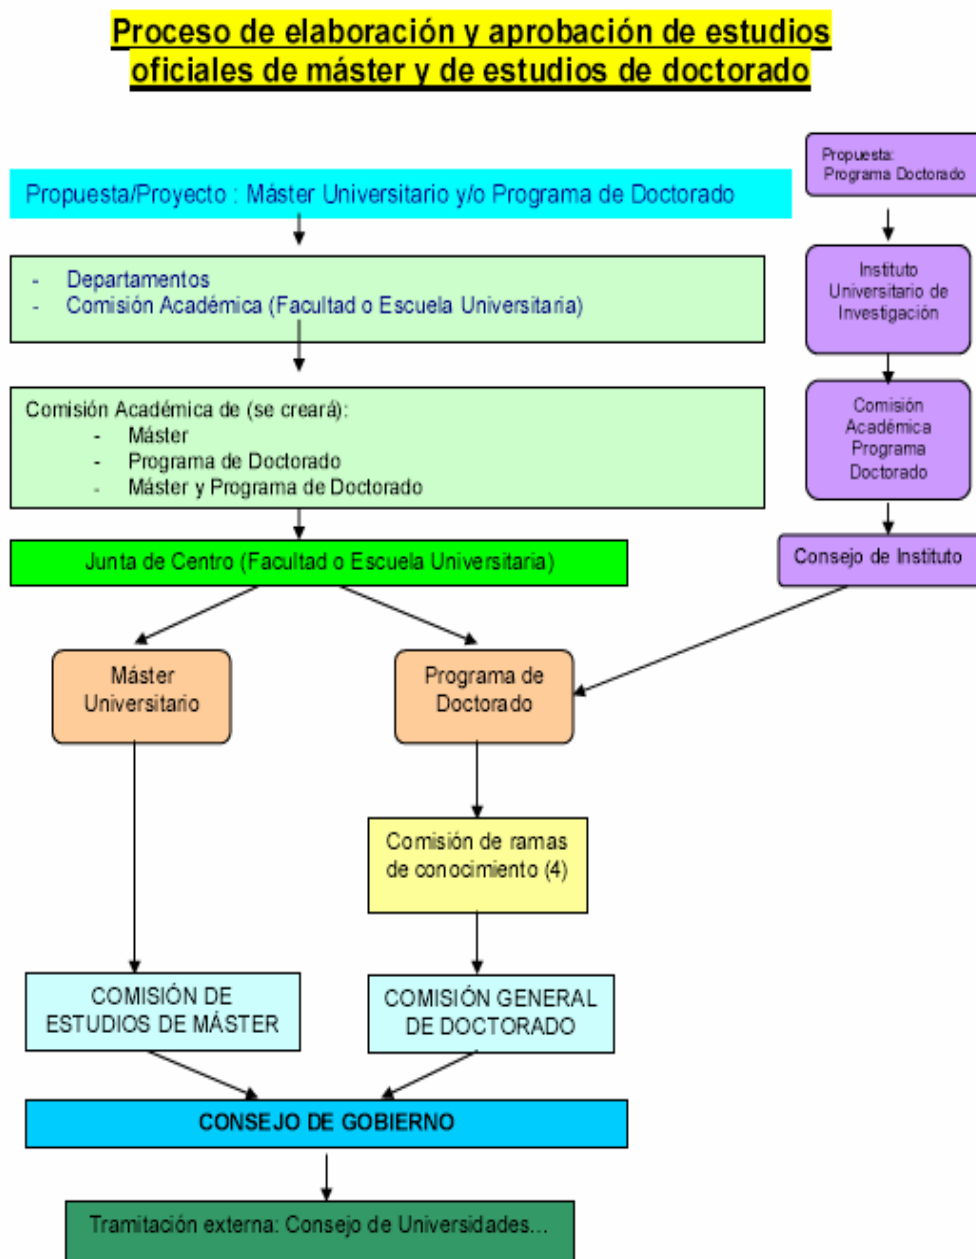 Proceso de elaboración y aprobación de estudios
oficiales de máster y de estudios de doctorado
Propuesta/Proyecto : Máster Universitario y/o Programa de Doctorado
- Departamentos
- Comisión Académica (Facultad o Escuela Universitaria)
Comisión Académica de (se creará):
- Máster
- Programa de Doctorado
- Máster y Programa de Doctorado
Junta de Centro (Facultad o Escuela Universitaria)
Propuesta:
Programa Doctorado
Instituto
Universitario de
Investigación
Comisión
Académica
Programa
Doctorado
Consejo de Instituto
Máster
Universitario
Programa de
Doctorado
Comisión de ramas
de conocimiento (4)
COMISIÓN DE
ESTUDIOS DE MÁSTER
COMISIÓN GENERAL
DE DOCTORADO
CONSEJO DE GOBIERNO
Tramitación externa: Consejo de Universidades...